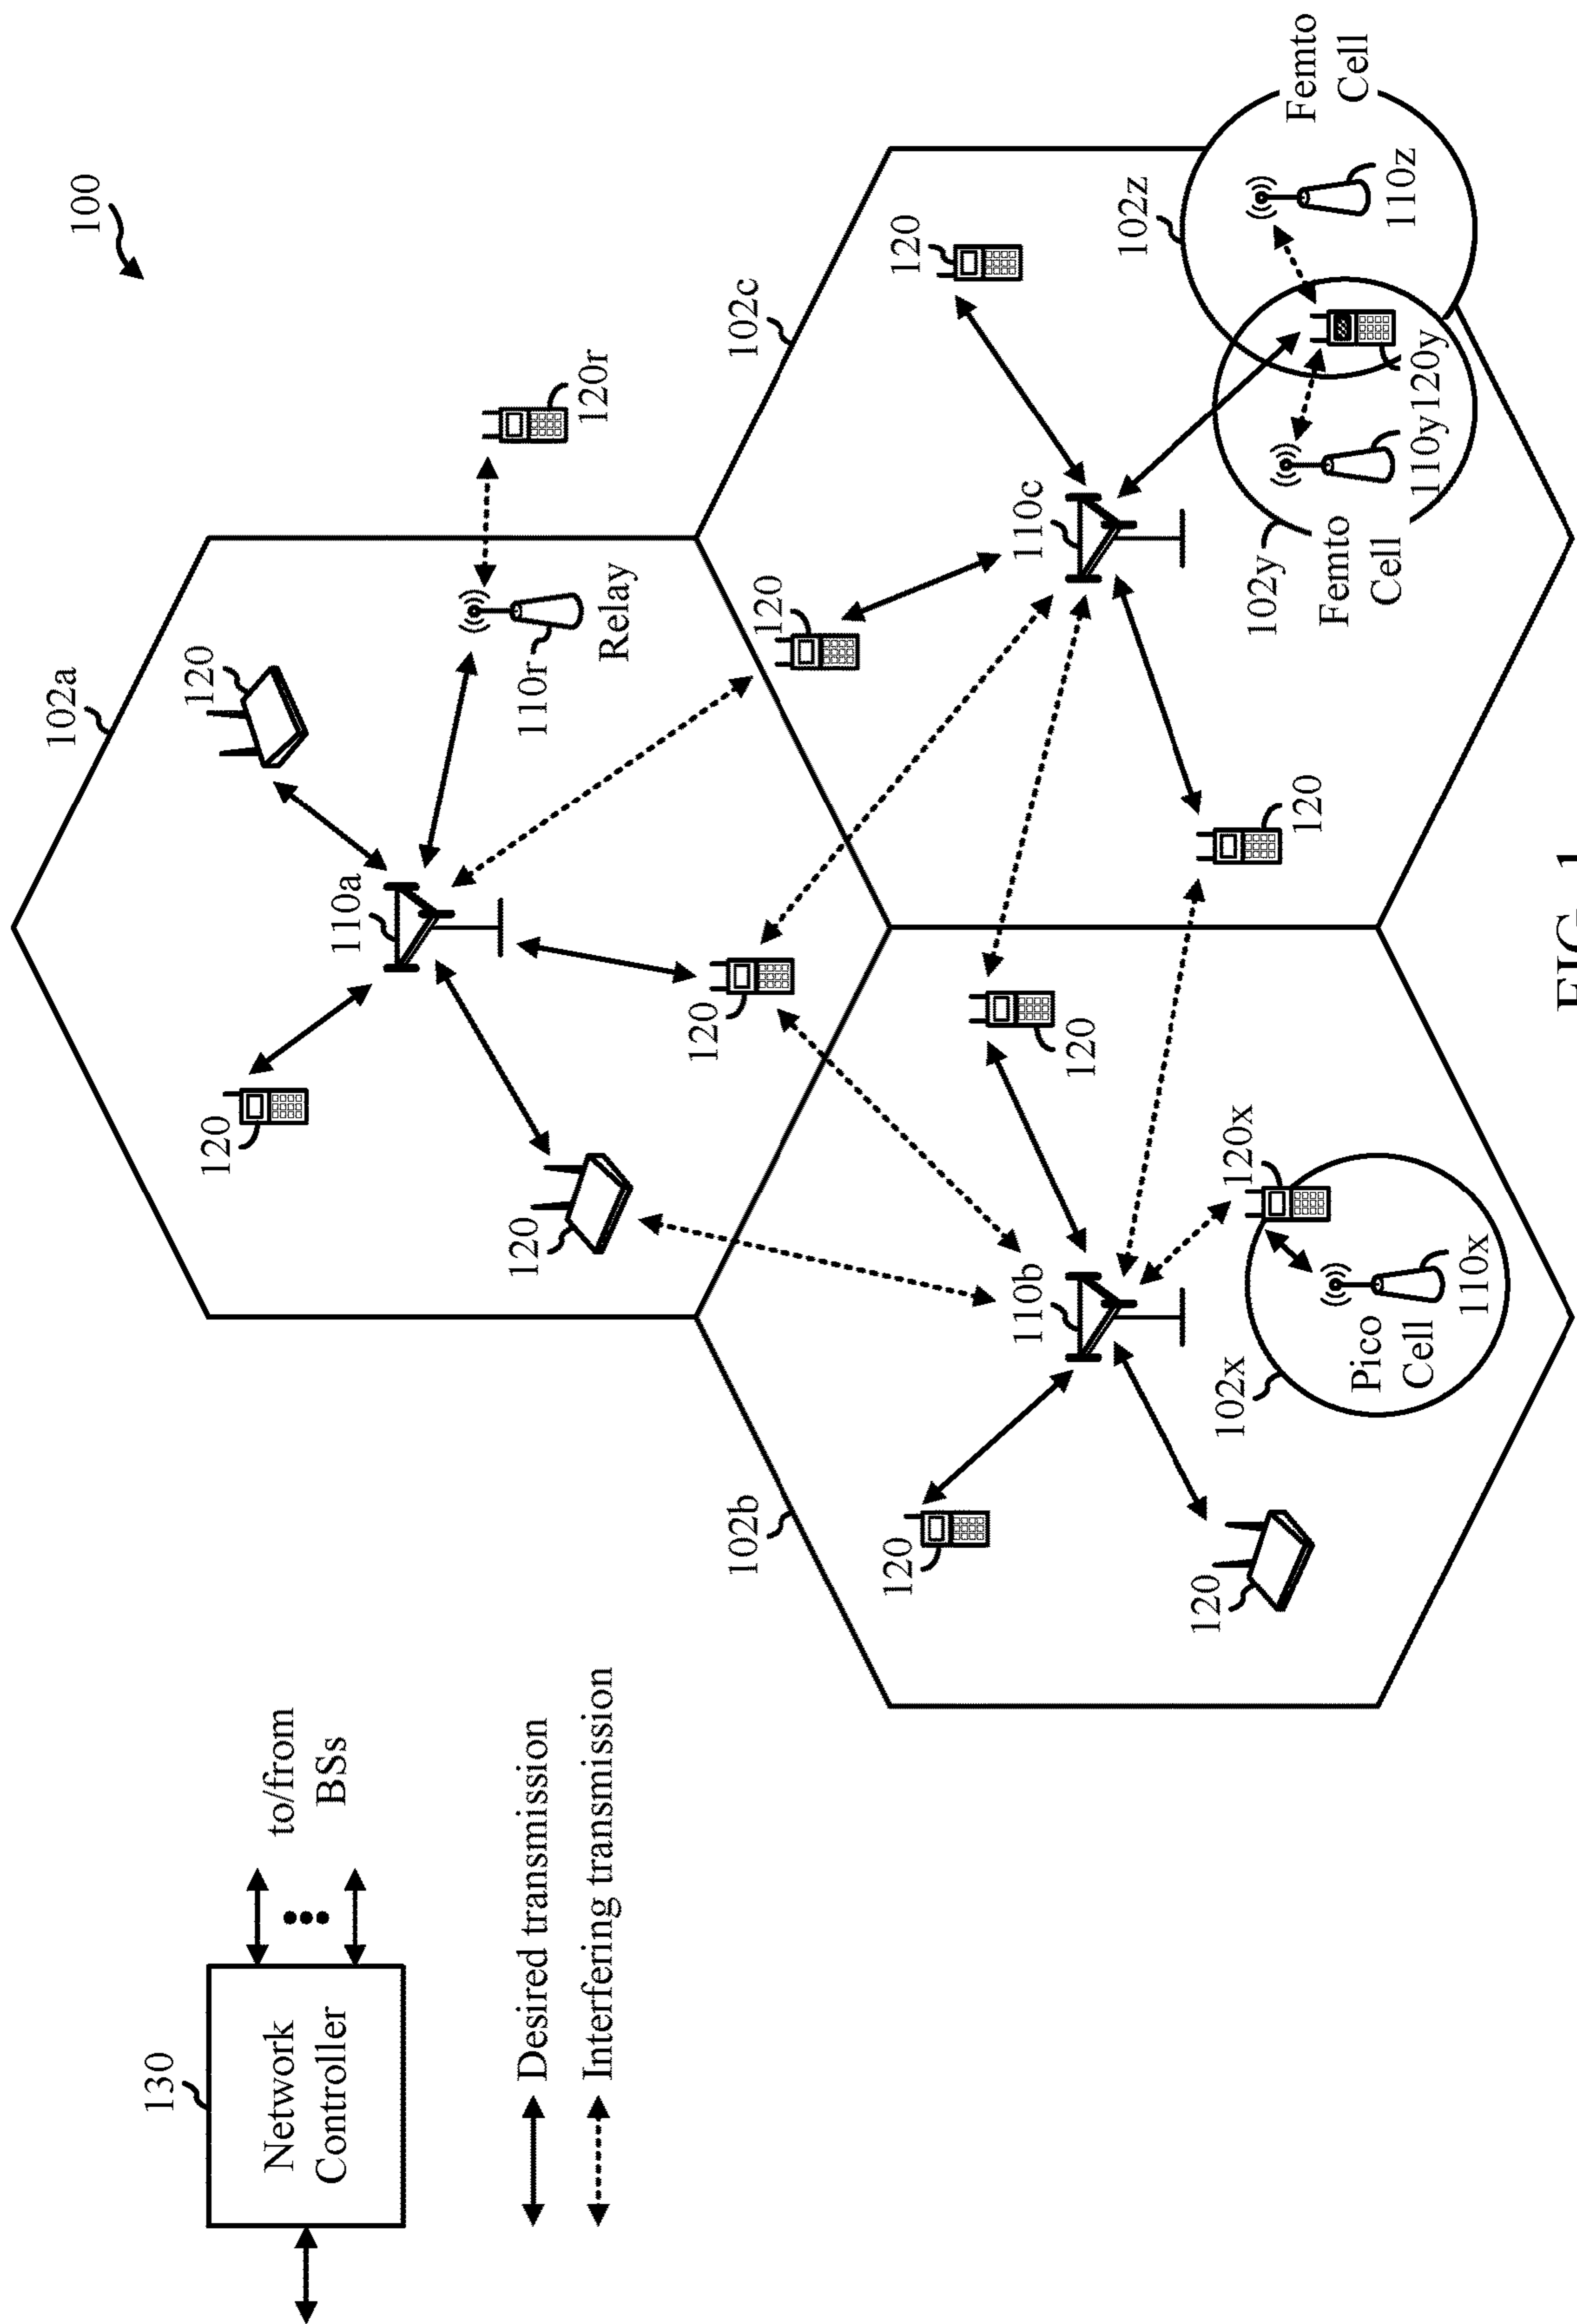 100
102a
130
Network
Controller
to/from
BSs
120
120
110a
Desired transmission
Interfering transmission
120
110r
Relay
120r
120
120
102b
102c
120
120
110b
110c
120
102z
120
102x
120x
120
102y
Femto
Cell
Femto
Cell
Pico
Cell
110z
110y
120y
110x
FIG. 1